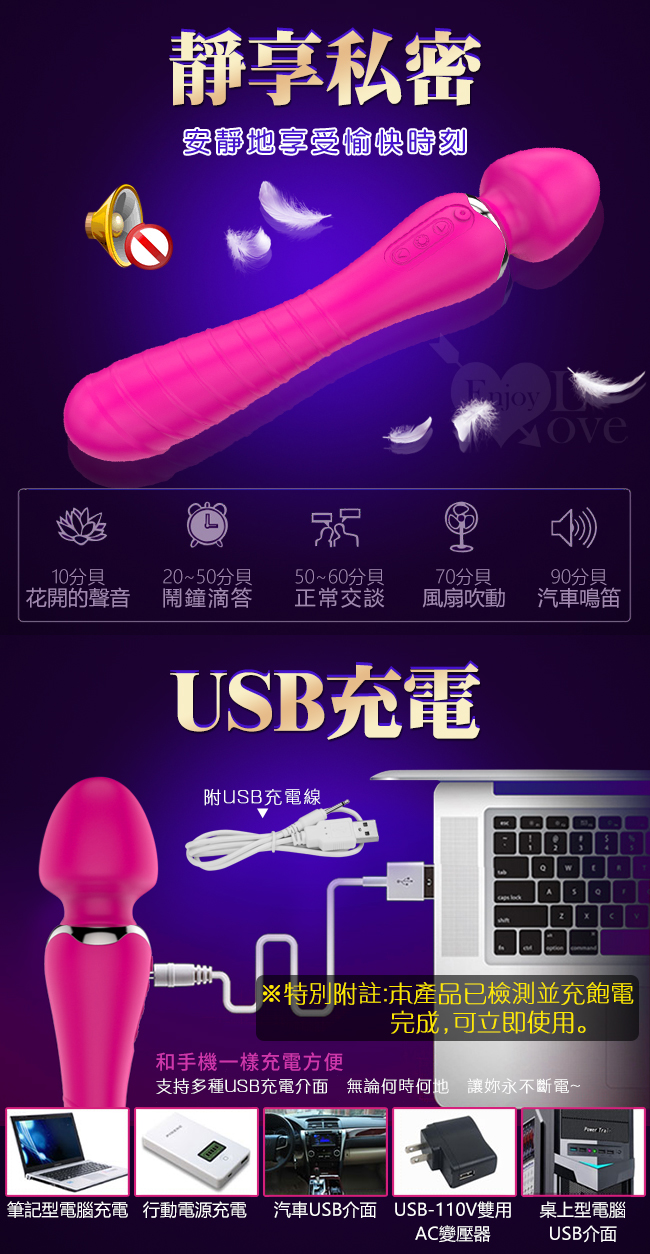 靜享私密
安靜地享受愉快時刻
Enjoy Love
10分貝
花開的聲音
20~50分貝
鬧鐘滴答
50~60分貝
正常交談
70分貝
風扇吹動
90分貝
汽車鳴笛
USB充電
附USB充電線
※特別附註:本產品已檢測並充飽電
完成,可立即使用。
和手機一樣充電方便
支持多種USB充電介面 無論何時何地 讓妳永不斷電~
筆記型電腦充電
行動電源充電
汽車USB介面
USB-110V雙用
AC變壓器
桌上型電腦
USB介面